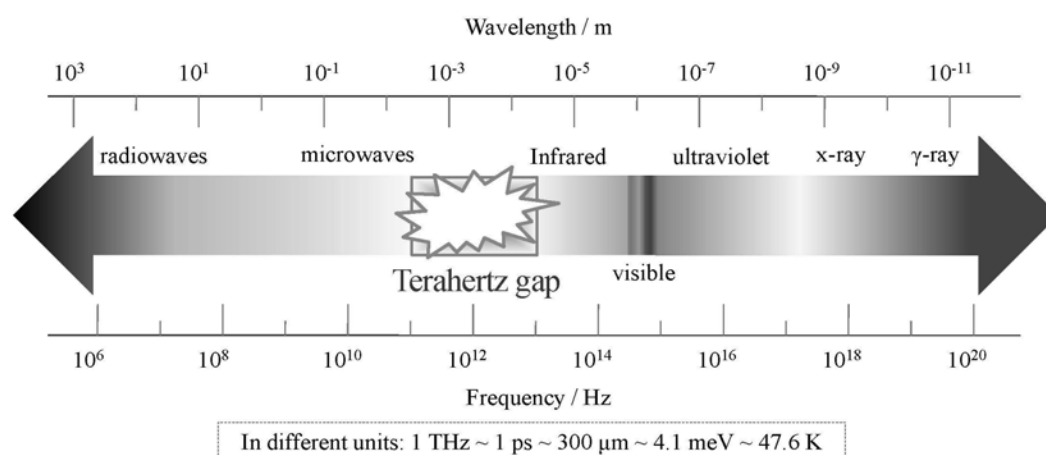 Wavelength / m
10³ 10¹ 10⁻¹ 10⁻³ 10⁻⁵ 10⁻⁷ 10⁻⁹ 10⁻¹¹
radiowaves microwaves Infrared ultraviolet x-ray γ-ray
Terahertz gap visible
10⁶ 10⁸ 10¹⁰ 10¹² 10¹⁴ 10¹⁶ 10¹⁸ 10²⁰
Frequency / Hz
In different units: 1 THz ~ 1 ps ~ 300 μm ~ 4.1 meV ~ 47.6 K